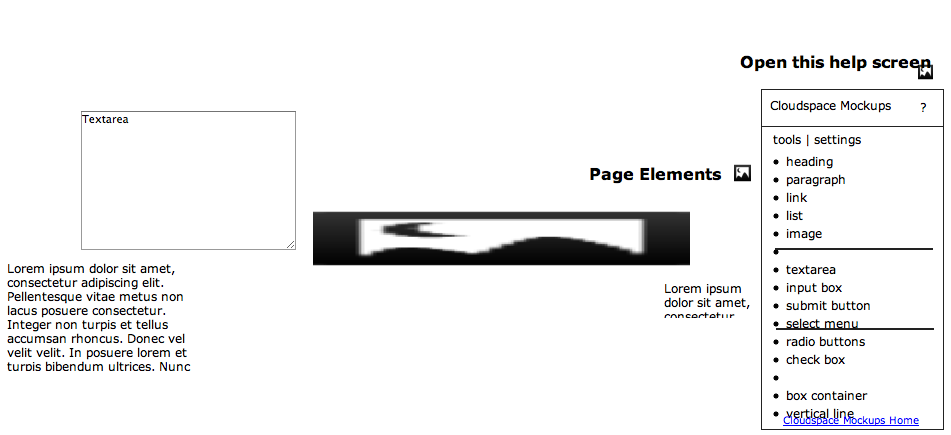 Open this help screen
Cloudspace Mockups ?
Textarea
tools | settings
heading
paragraph
Page Elements
link
list
image
Lorem ipsum dolor sit amet,
consectetur adipiscing elit.
Pellentesque vitae metus non
lacus posuere consectetur.
Integer non turpis et tellus
accumsan rhoncus. Donec vel
velit velit. In posuere lorem et
turpis bibendum ultrices. Nunc
Lorem ipsum
dolor sit amet,
consectetur
textarea
input box
submit button
select menu
radio buttons
check box
box container
vertical line
Cloudspace Mockups Home